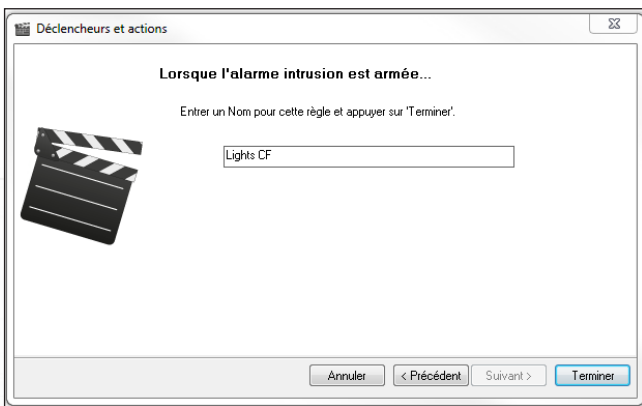 Déclencheurs et actions
Lorsque l'alarme intrusion est armée...
Entrer un Nom pour cette règle et appuyer sur 'Terminer'.
Lights CF
Annuler
< Précédent
Suivant >
Terminer